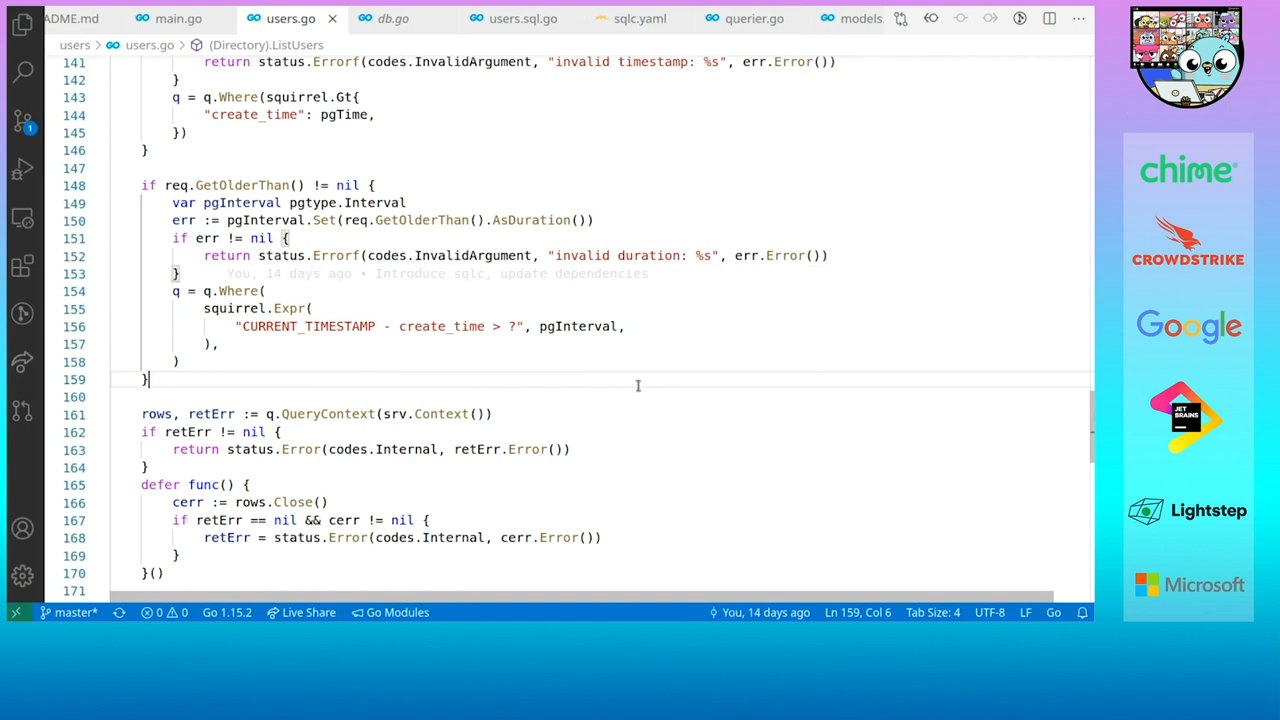 ADME.md main.go users.go db.go users.sql.go sqlc.yaml querier.go models
users > users.go > (Directory).ListUsers
141 return status.Errorf(codes.InvalidArgument, "invalid timestamp: %s", err.Error())
142 }
143 q = q.Where(squirrel.Gt{
144 "create_time": pgTime,
145 })
146 }
147
148 if req.GetOlderThan() != nil {
149 var pgInterval pgtype.Interval
150 err := pgInterval.Set(req.GetOlderThan().AsDuration())
151 if err != nil {
152 return status.Errorf(codes.InvalidArgument, "invalid duration: %s", err.Error())
153 } You, 14 days ago • Introduce sqlc, update dependencies
154 q = q.Where(
155 squirrel.Expr(
156 "CURRENT_TIMESTAMP - create_time > ?", pgInterval,
157 ),
158 )
159 }
160
161 rows, retErr := q.QueryContext(srv.Context())
162 if retErr != nil {
163 return status.Error(codes.Internal, retErr.Error())
164 }
165 defer func() {
166 cerr := rows.Close()
167 if retErr == nil && cerr != nil {
168 retErr = status.Error(codes.Internal, cerr.Error())
169 }
170 }()
171
1
master* 0 0 Go 1.15.2 Live Share Go Modules You, 14 days ago Ln 159, Col 6 Tab Size: 4 UTF-8 LF Go
chime
CROWDSTRIKE
Google
JET
BRAINS
Lightstep
Microsoft